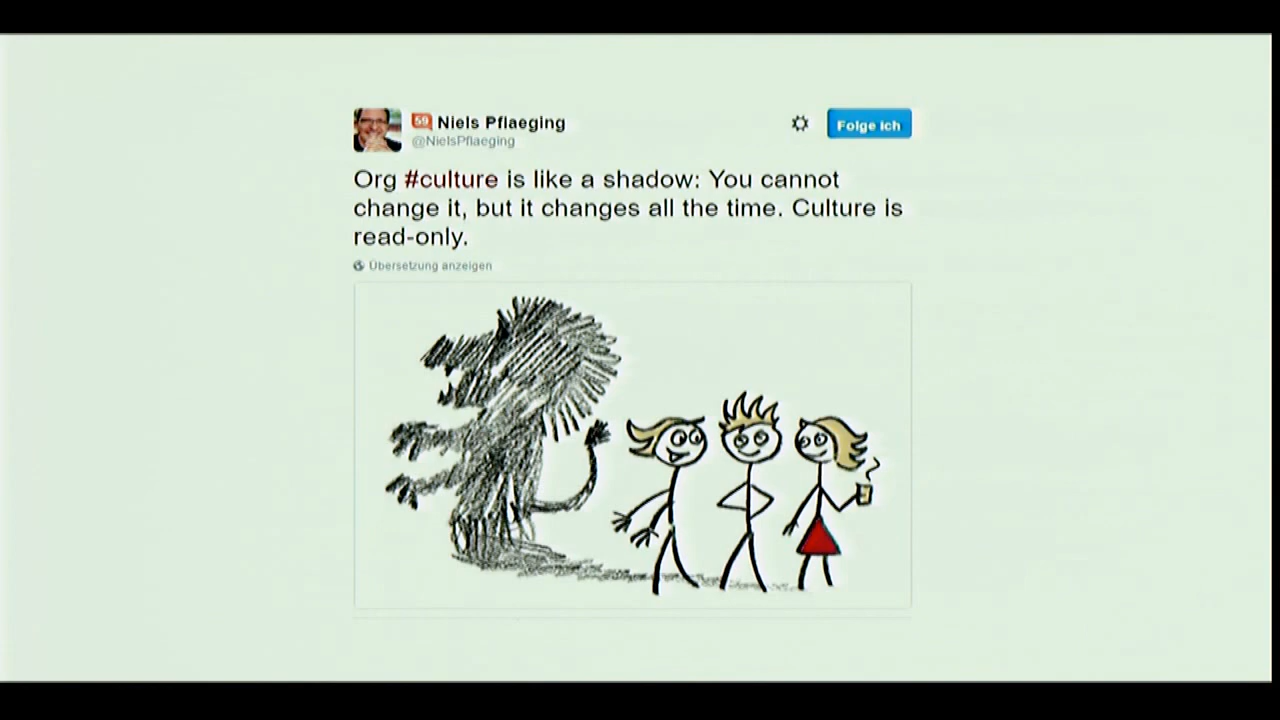 59 Niels Pflaeging
@NielsPflaeging
Folge ich
Org #culture is like a shadow: You cannot
change it, but it changes all the time. Culture is
read-only.
Übersetzung anzeigen